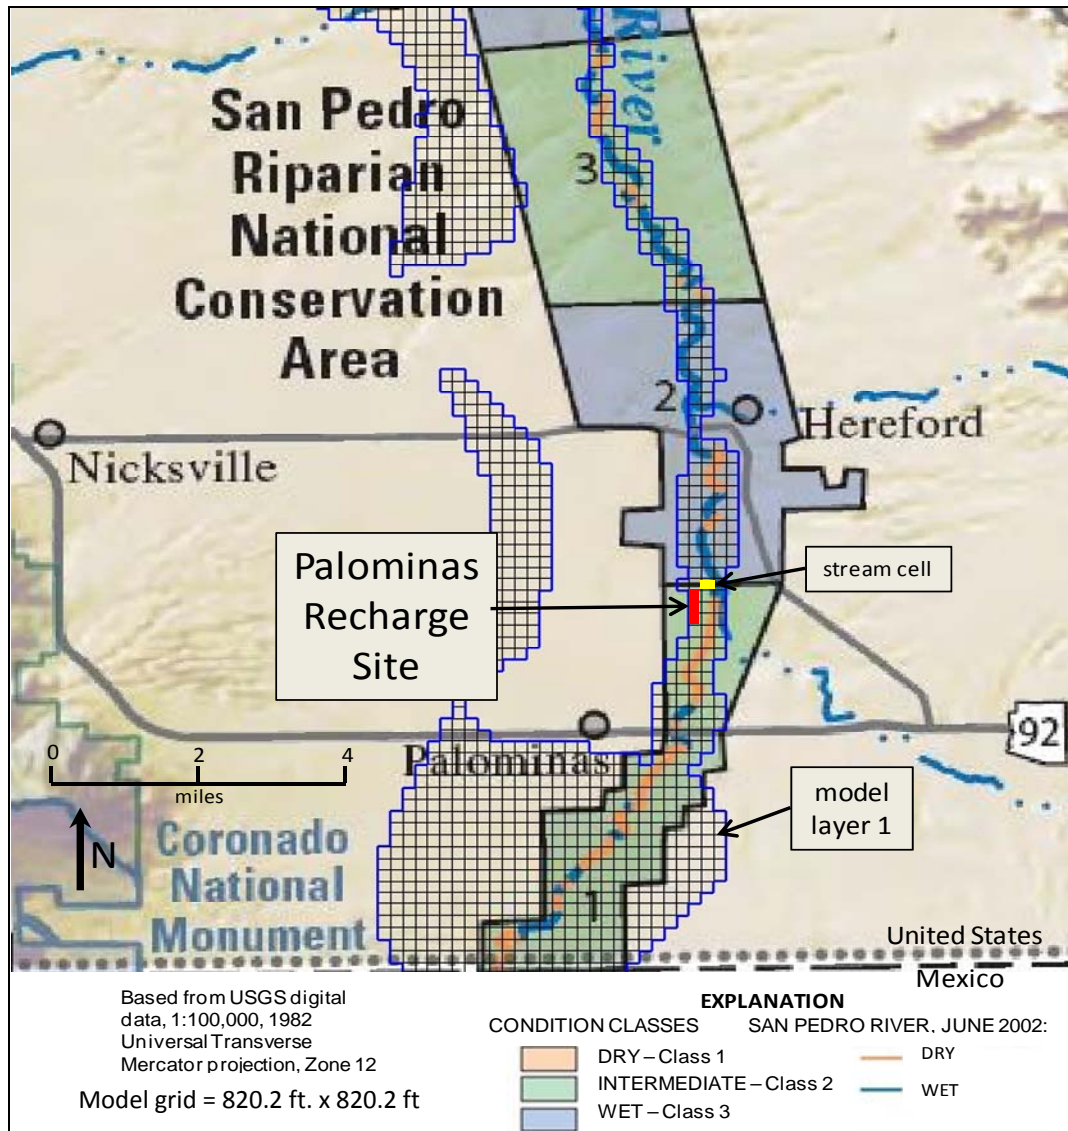 River
San Pedro
Riparian
National
Conservation
Area
3
2
Hereford
Nicksville
Palominas
Recharge
Site
stream cell
92
0
2
4
miles
Palominas
model
layer 1
N
Coronado
National
Monument
1
United States
Mexico
Based from USGS digital
data, 1:100,000, 1982
Universal Transverse
Mercator projection, Zone 12
Model grid = 820.2 ft. x 820.2 ft
EXPLANATION
CONDITION CLASSES
DRY – Class 1
INTERMEDIATE – Class 2
WET – Class 3
SAN PEDRO RIVER, JUNE 2002:
DRY
WET